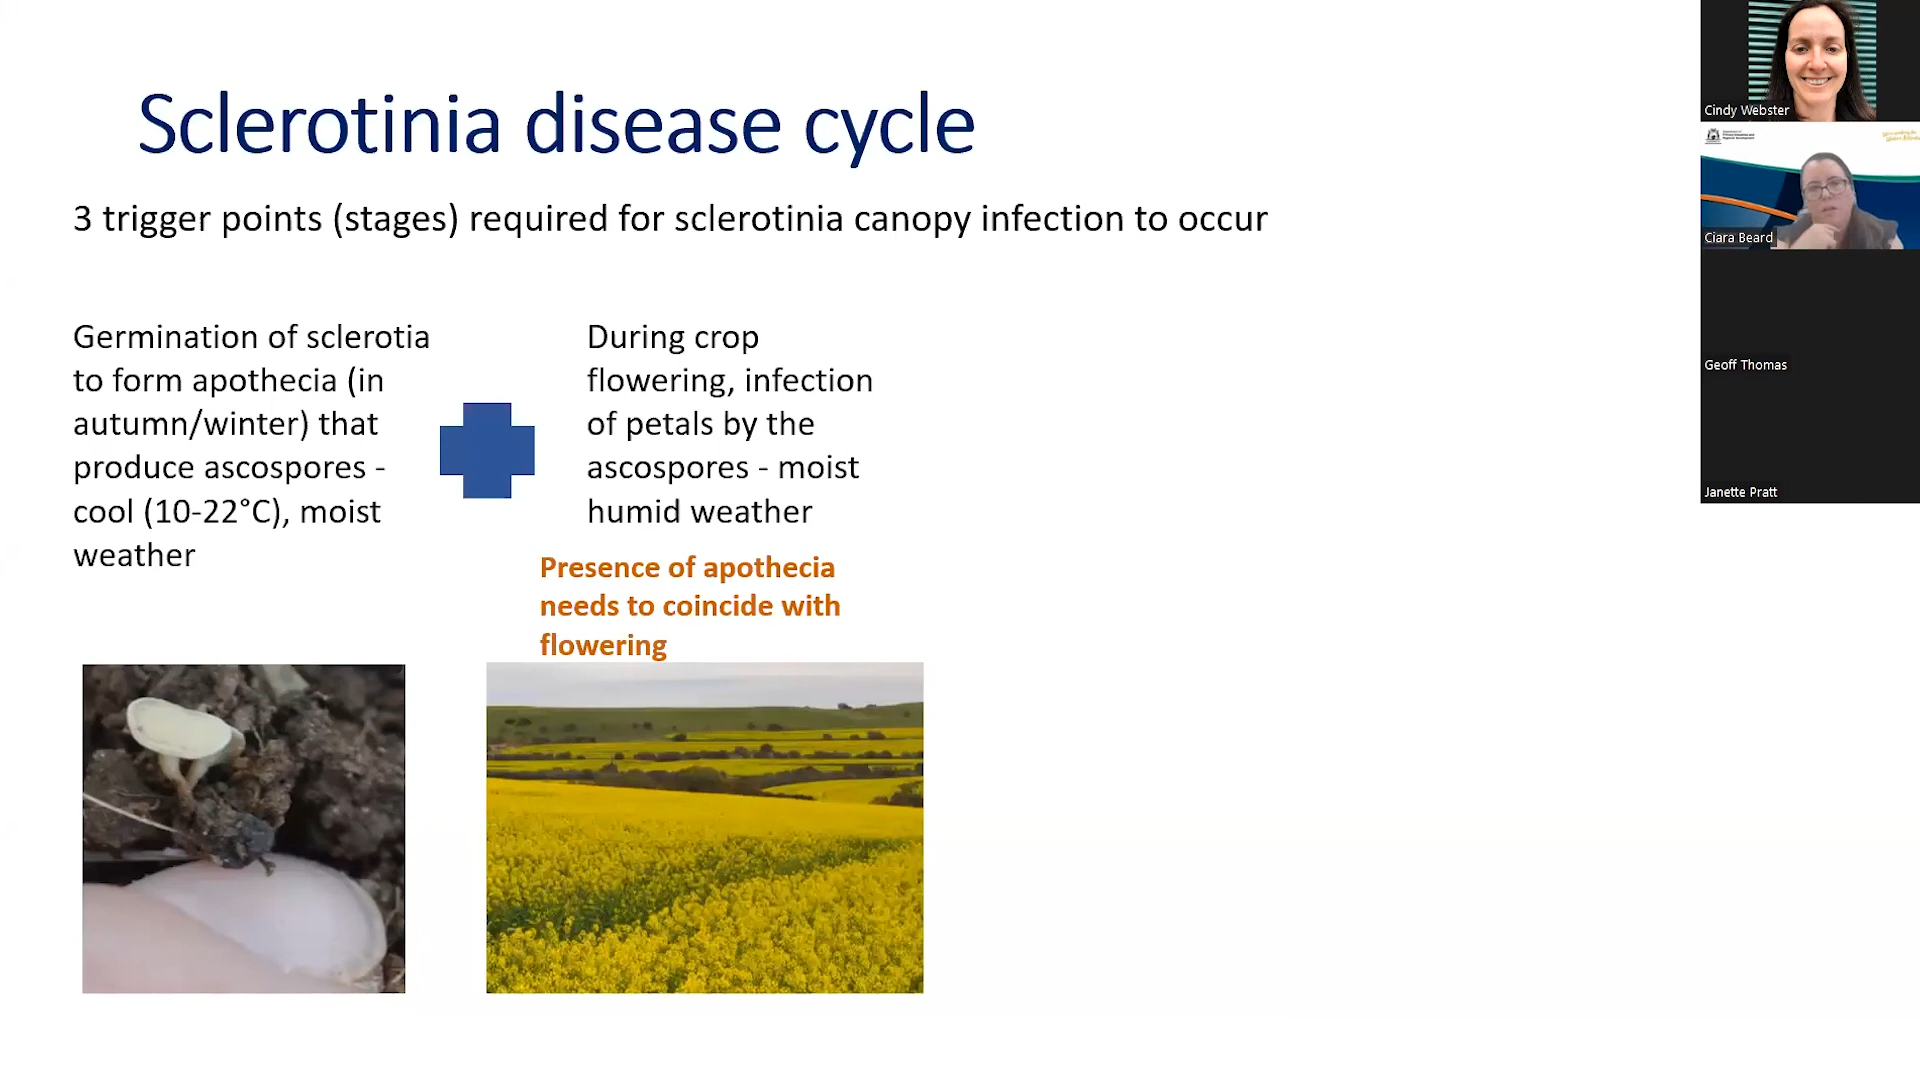 Sclerotinia disease cycle
3 trigger points (stages) required for sclerotinia canopy infection to occur
Germination of sclerotia
to form apothecia (in
autumn/winter) that
produce ascospores -
cool (10-22°C), moist
weather
During crop
flowering, infection
of petals by the
ascospores - moist
humid weather
Presence of apothecia
needs to coincide with
flowering
Cindy Webster
Ciara Beard
Geoff Thomas
Janette Pratt